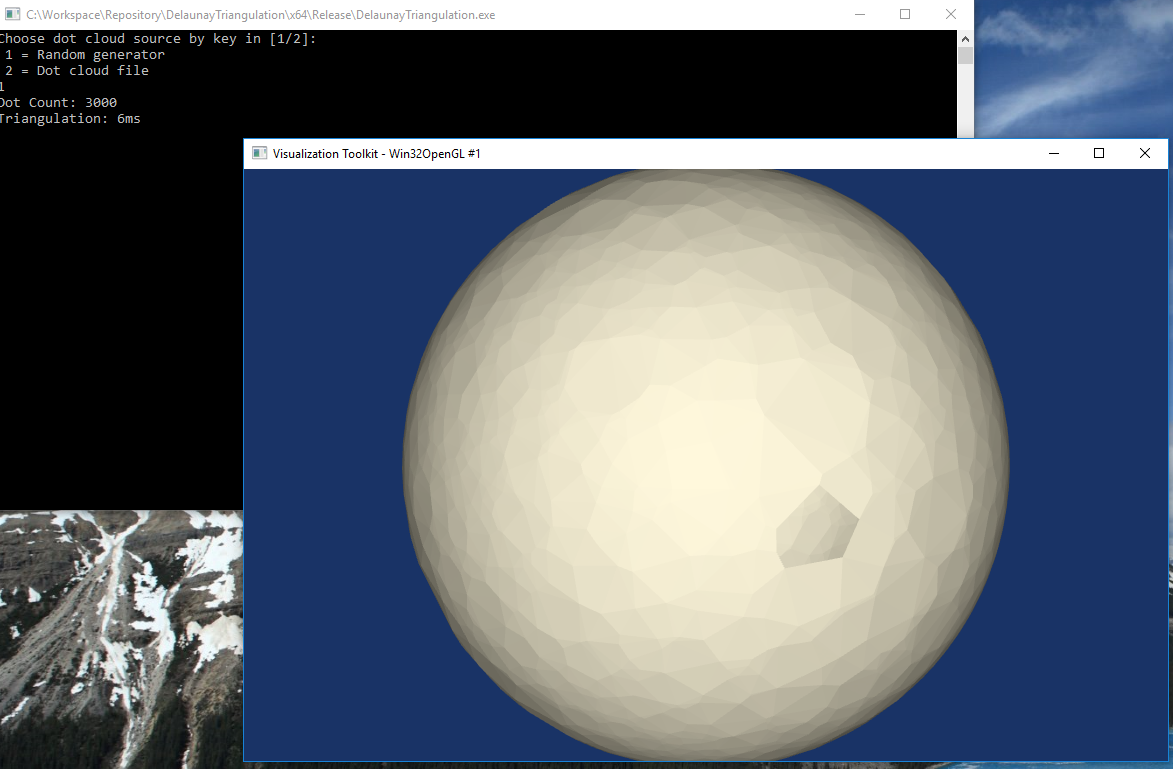 C:\Workspace\Repository\DelaunayTriangulation\x64\Release\DelaunayTriangulation.exe
Choose dot cloud source by key in [1/2]:
1 = Random generator
2 = Dot cloud file
1
Dot Count: 3000
Triangulation: 6ms
Visualization Toolkit - Win32OpenGL #1